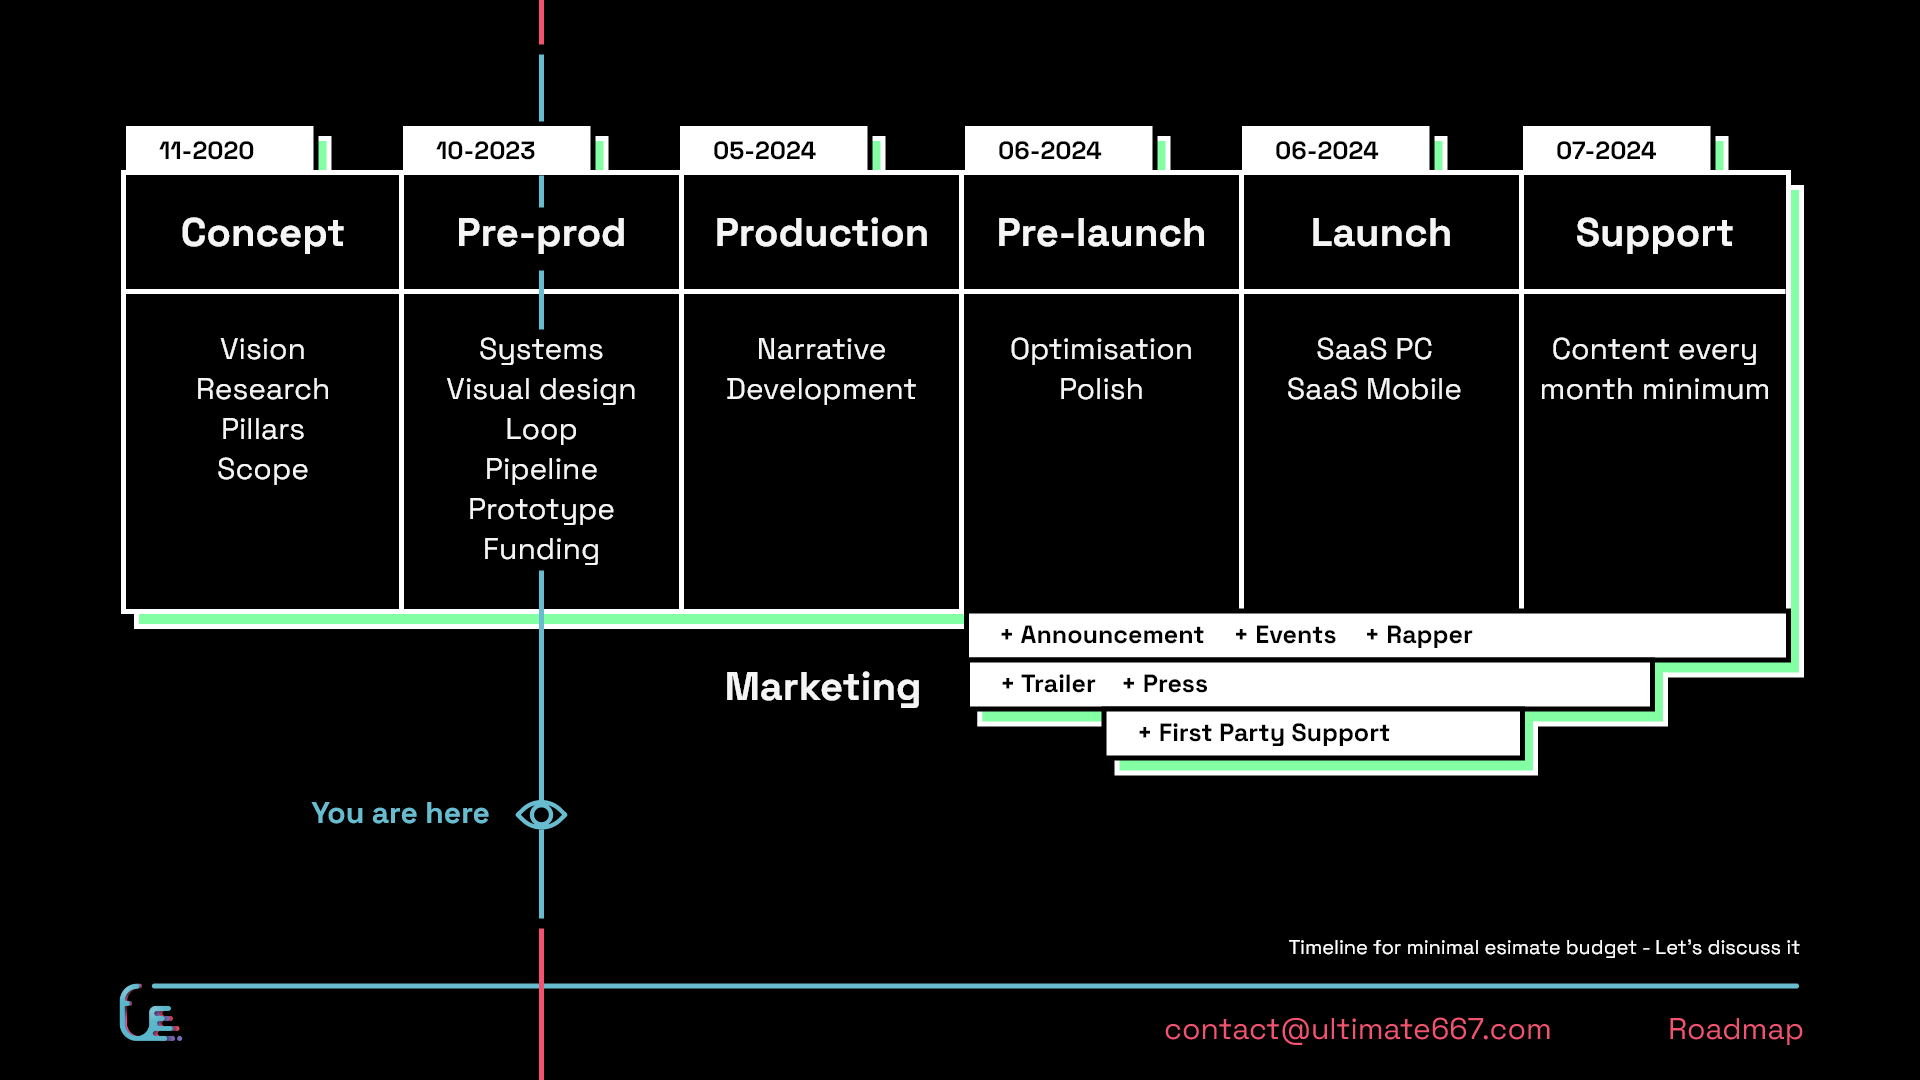 11-2020
10-2023
05-2024
06-2024
06-2024
07-2024
Concept
Pre-prod
Production
Pre-launch
Launch
Support
Vision
Research
Pillars
Scope
Systems
Visual design
Loop
Pipeline
Prototype
Funding
Narrative
Development
Optimisation
Polish
SaaS PC
SaaS Mobile
Content every
month minimum
Marketing
+ Announcement + Events + Rapper
+ Trailer + Press
+ First Party Support
You are here
Timeline for minimal esimate budget - Let's discuss it
contact@ultimate667.com
Roadmap